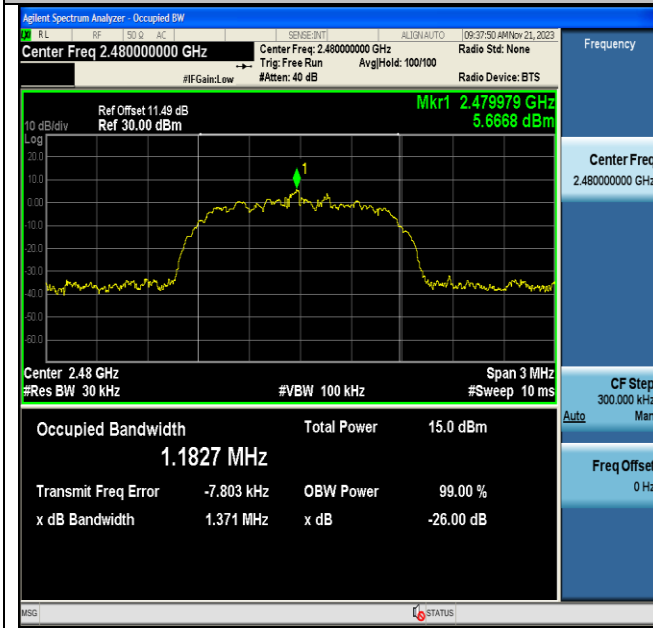 Agilent Spectrum Analyzer - Occupied BW
RL RF 50 Ω AC SENSE:INT ALIGN AUTO 09:37:50 AM Nov 21, 2023
Center Freq 2.480000000 GHz
Center Freq: 2.480000000 GHz Radio Std: None
Trig: Free Run Avg|Hold: 100/100
#IFGain:Low #Atten: 40 dB Radio Device: BTS
Frequency
Ref Offset 11.49 dB
Ref 30.00 dBm
Mkr1 2.479979 GHz
5.6668 dBm
10 dB/div
Log
20.0
10.0
0.00
-10.0
-20.0
-30.0
-40.0
-50.0
-60.0
1
Center 2.48 GHz Span 3 MHz
#Res BW 30 kHz #VBW 100 kHz #Sweep 10 ms
Center Freq
2.480000000 GHz
CF Step
300.000 kHz
Auto Man
Freq Offset
0 Hz
Occupied Bandwidth Total Power 15.0 dBm
1.1827 MHz
Transmit Freq Error -7.803 kHz OBW Power 99.00 %
x dB Bandwidth 1.371 MHz x dB -26.00 dB
MSG STATUS